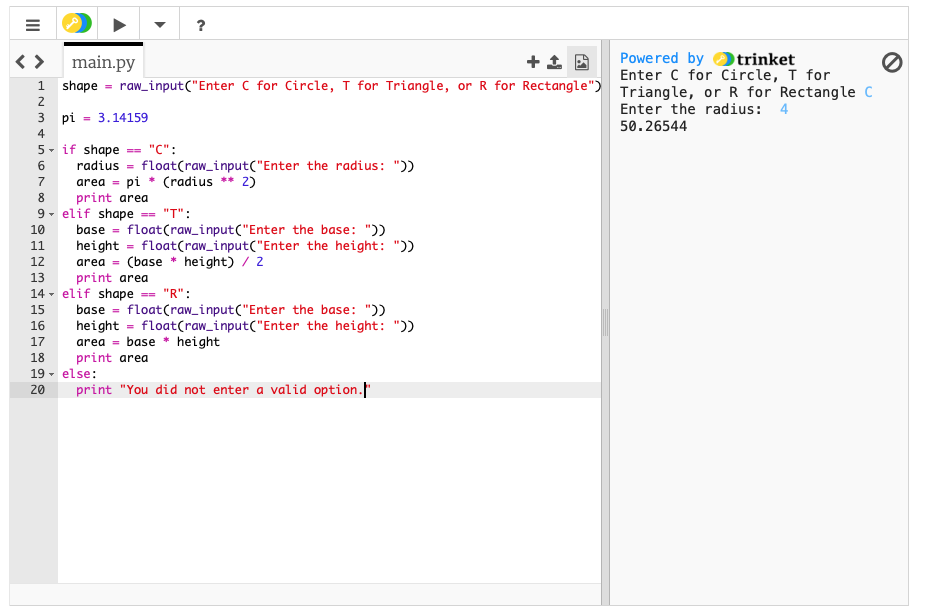 ?
main.py
1 shape = raw_input("Enter C for Circle, T for Triangle, or R for Rectangle")
2
3 pi = 3.14159
4
5 if shape == "C":
6   radius = float(raw_input("Enter the radius: "))
7   area = pi * (radius ** 2)
8   print area
9 elif shape == "T":
10   base = float(raw_input("Enter the base: "))
11   height = float(raw_input("Enter the height: "))
12   area = (base * height) / 2
13   print area
14 elif shape == "R":
15   base = float(raw_input("Enter the base: "))
16   height = float(raw_input("Enter the height: "))
17   area = base * height
18   print area
19 else:
20   print "You did not enter a valid option."
Powered by trinket
Enter C for Circle, T for
Triangle, or R for Rectangle C
Enter the radius:  4
50.26544